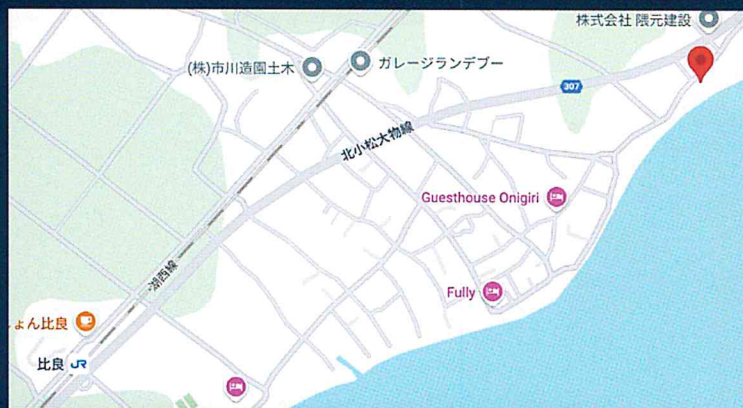 株式会社 隈元建設
(株)市川造園土木
ガレージランデブー
307
北小松大物線
Guesthouse Onigiri
湖西線
Fully
ょん比良
比良 JR